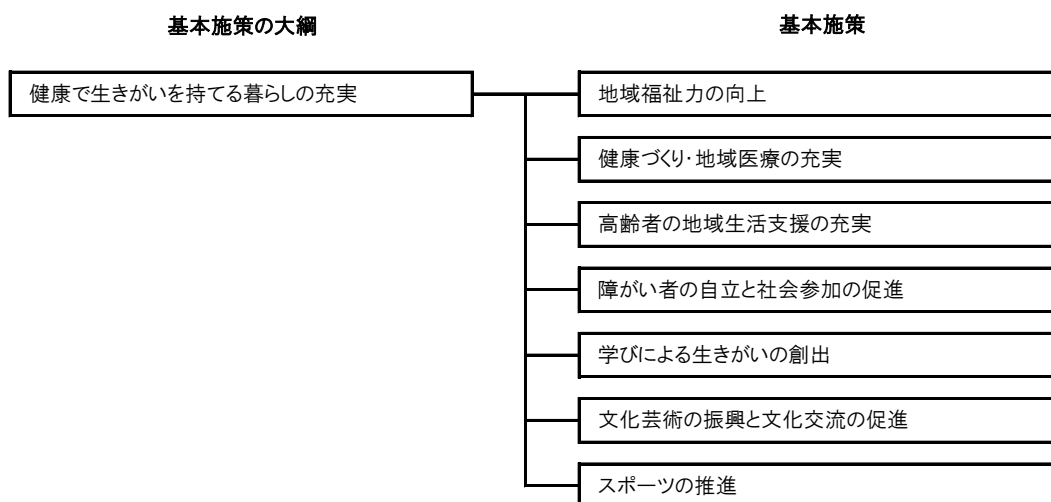 基本施策の大綱
基本施策
健康で生きがいを持てる暮らしの充実
地域福祉力の向上
健康づくり・地域医療の充実
高齢者の地域生活支援の充実
障がい者の自立と社会参加の促進
学びによる生きがいの創出
文化芸術の振興と文化交流の促進
スポーツの推進